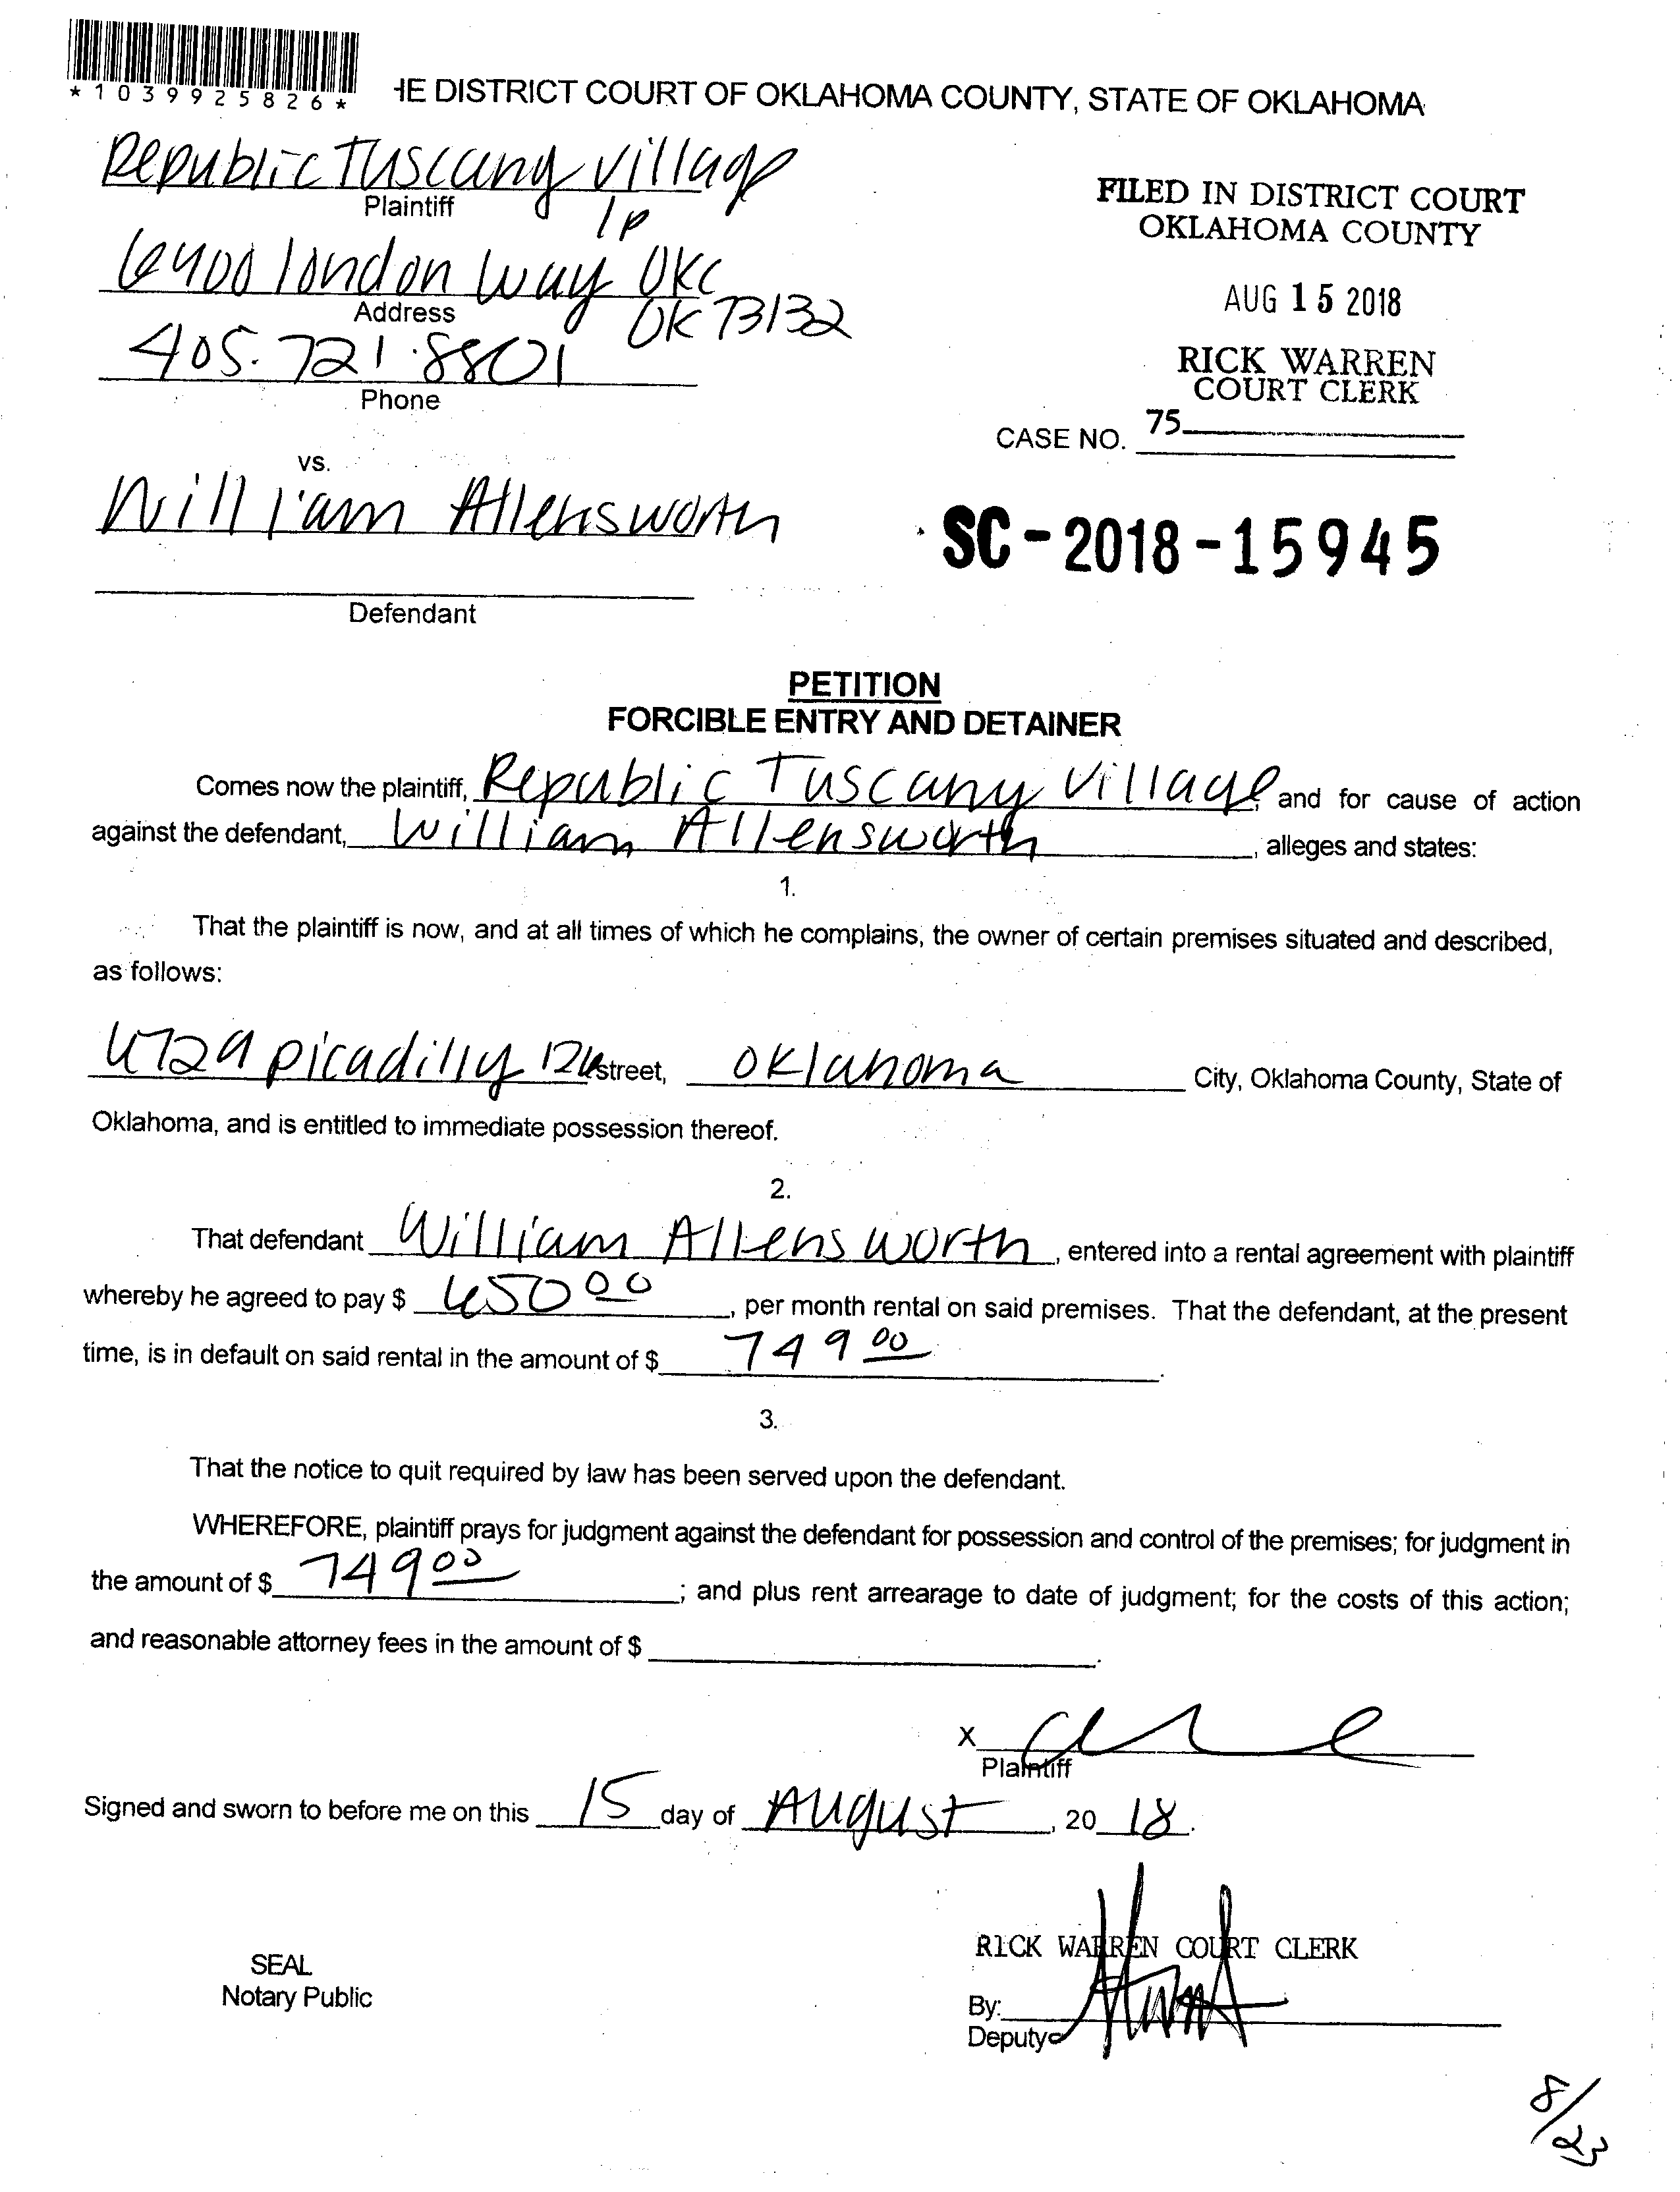 *1039925826*
HE DISTRICT COURT OF OKLAHOMA COUNTY, STATE OF OKLAHOMA
Republic Tuscany Village
lp
Plaintiff
6400 london way OKC
OK 73132
Address
405.721.8801
Phone
vs.
William Allensworth
Defendant
FILED IN DISTRICT COURT
OKLAHOMA COUNTY
AUG 15 2018
RICK WARREN
COURT CLERK
CASE NO. 75
SC-2018-15945
PETITION
FORCIBLE ENTRY AND DETAINER
Comes now the plaintiff, Republic Tuscany Village, and for cause of action
against the defendant, William Allensworth, alleges and states:
1.
That the plaintiff is now, and at all times of which he complains, the owner of certain premises situated and described,
as follows:
6729 picadilly 126 street, oklahoma City, Oklahoma County, State of
Oklahoma, and is entitled to immediate possession thereof.
2.
That defendant William Allensworth, entered into a rental agreement with plaintiff
whereby he agreed to pay $ 650 00, per month rental on said premises. That the defendant, at the present
time, is in default on said rental in the amount of $ 749 00.
3.
That the notice to quit required by law has been served upon the defendant.
WHEREFORE, plaintiff prays for judgment against the defendant for possession and control of the premises; for judgment in
the amount of $ 749 00; and plus rent arrearage to date of judgment; for the costs of this action;
and reasonable attorney fees in the amount of $.
X
Plaintiff
Signed and sworn to before me on this 15 day of August, 20 18.
SEAL
Notary Public
RICK WARREN COURT CLERK
By:
Deputy
8/23